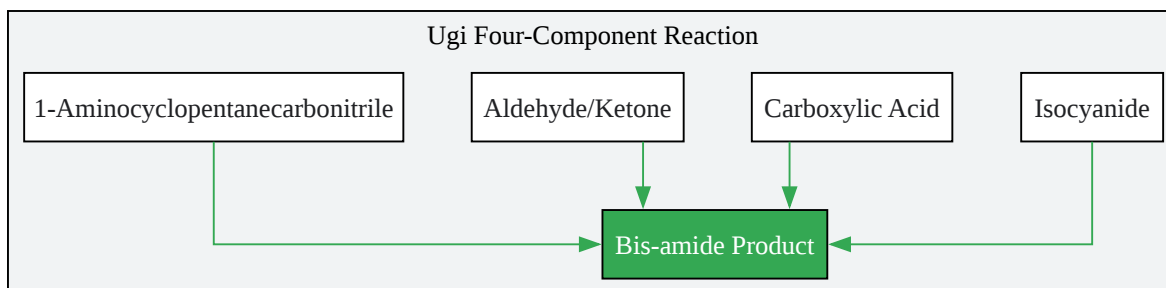 Ugi Four-Component Reaction
1-Aminocyclopentanecarbonitrile
Aldehyde/Ketone
Carboxylic Acid
Isocyanide
Bis-amide Product